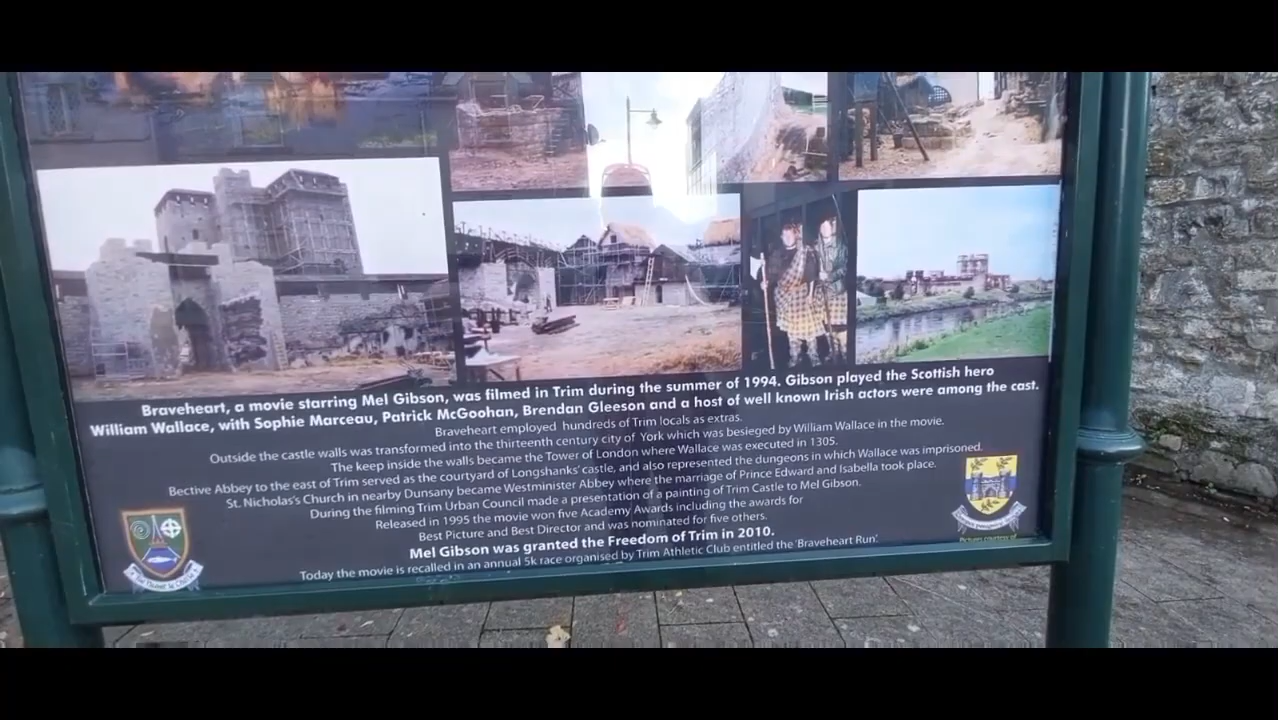 Braveheart, a movie starring Mel Gibson, was filmed in Trim during the summer of 1994. Gibson played the Scottish hero
William Wallace, with Sophie Marceau, Patrick McGoohan, Brendan Gleeson and a host of well known Irish actors were among the cast.
Braveheart employed hundreds of Trim locals as extras.
Outside the castle walls was transformed into the thirteenth century city of York which was besieged by William Wallace in the movie.
The keep inside the walls became the Tower of London where Wallace was executed in 1305.
Bective Abbey to the east of Trim served as the courtyard of Longshanks' castle, and also represented the dungeons in which Wallace was imprisoned.
St. Nicholas's Church in nearby Dunsany became Westminister Abbey where the marriage of Prince Edward and Isabella took place.
During the filming Trim Urban Council made a presentation of a painting of Trim Castle to Mel Gibson.
Released in 1995 the movie won five Academy Awards including the awards for
Best Picture and Best Director and was nominated for five others.
Mel Gibson was granted the Freedom of Trim in 2010.
Today the movie is recalled in an annual 5k race organised by Trim Athletic Club entitled the 'Braveheart Run'.
Pictures courtesy of